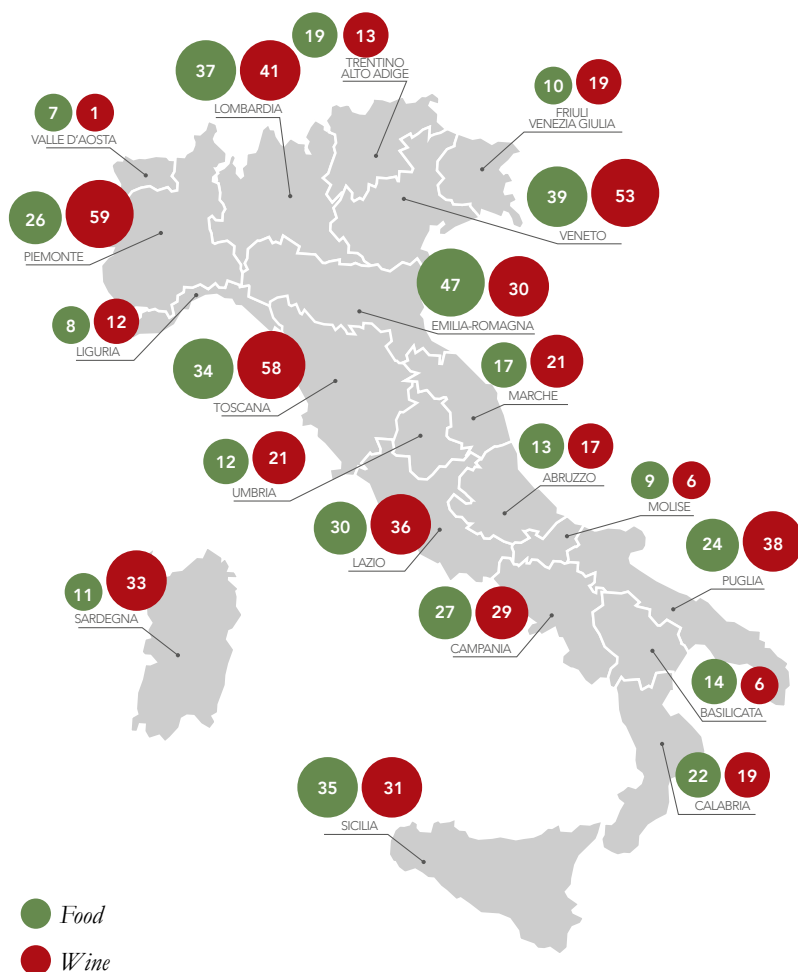 19 13
TRENTINO
ALTO ADIGE
37 41
LOMBARDIA
10 19
FRIULI
VENEZIA GIULIA
7 1
VALLE D'AOSTA
39 53
VENETO
26 59
PIEMONTE
47 30
EMILIA-ROMAGNA
8 12
LIGURIA
34 58
TOSCANA
17 21
MARCHE
12 21
UMBRIA
13 17
ABRUZZO
9 6
MOLISE
30 36
LAZIO
24 38
PUGLIA
11 33
SARDEGNA
27 29
CAMPANIA
14 6
BASILICATA
22 19
CALABRIA
35 31
SICILIA
Food
Wine